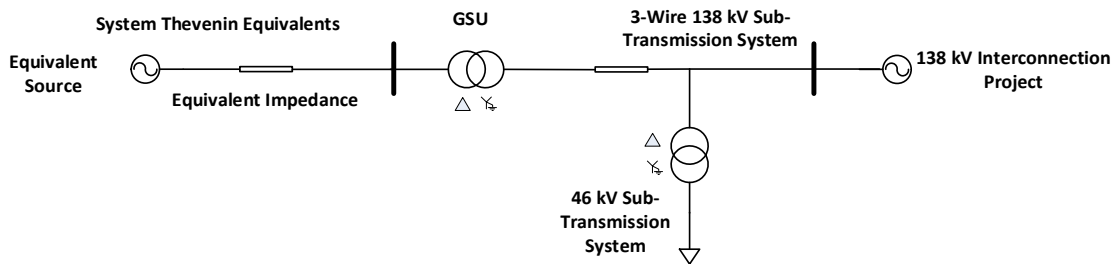 System Thevenin Equivalents
GSU
3-Wire 138 kV Sub-
Transmission System
Equivalent
Source
Equivalent Impedance
138 kV Interconnection
Project
46 kV Sub-
Transmission
System